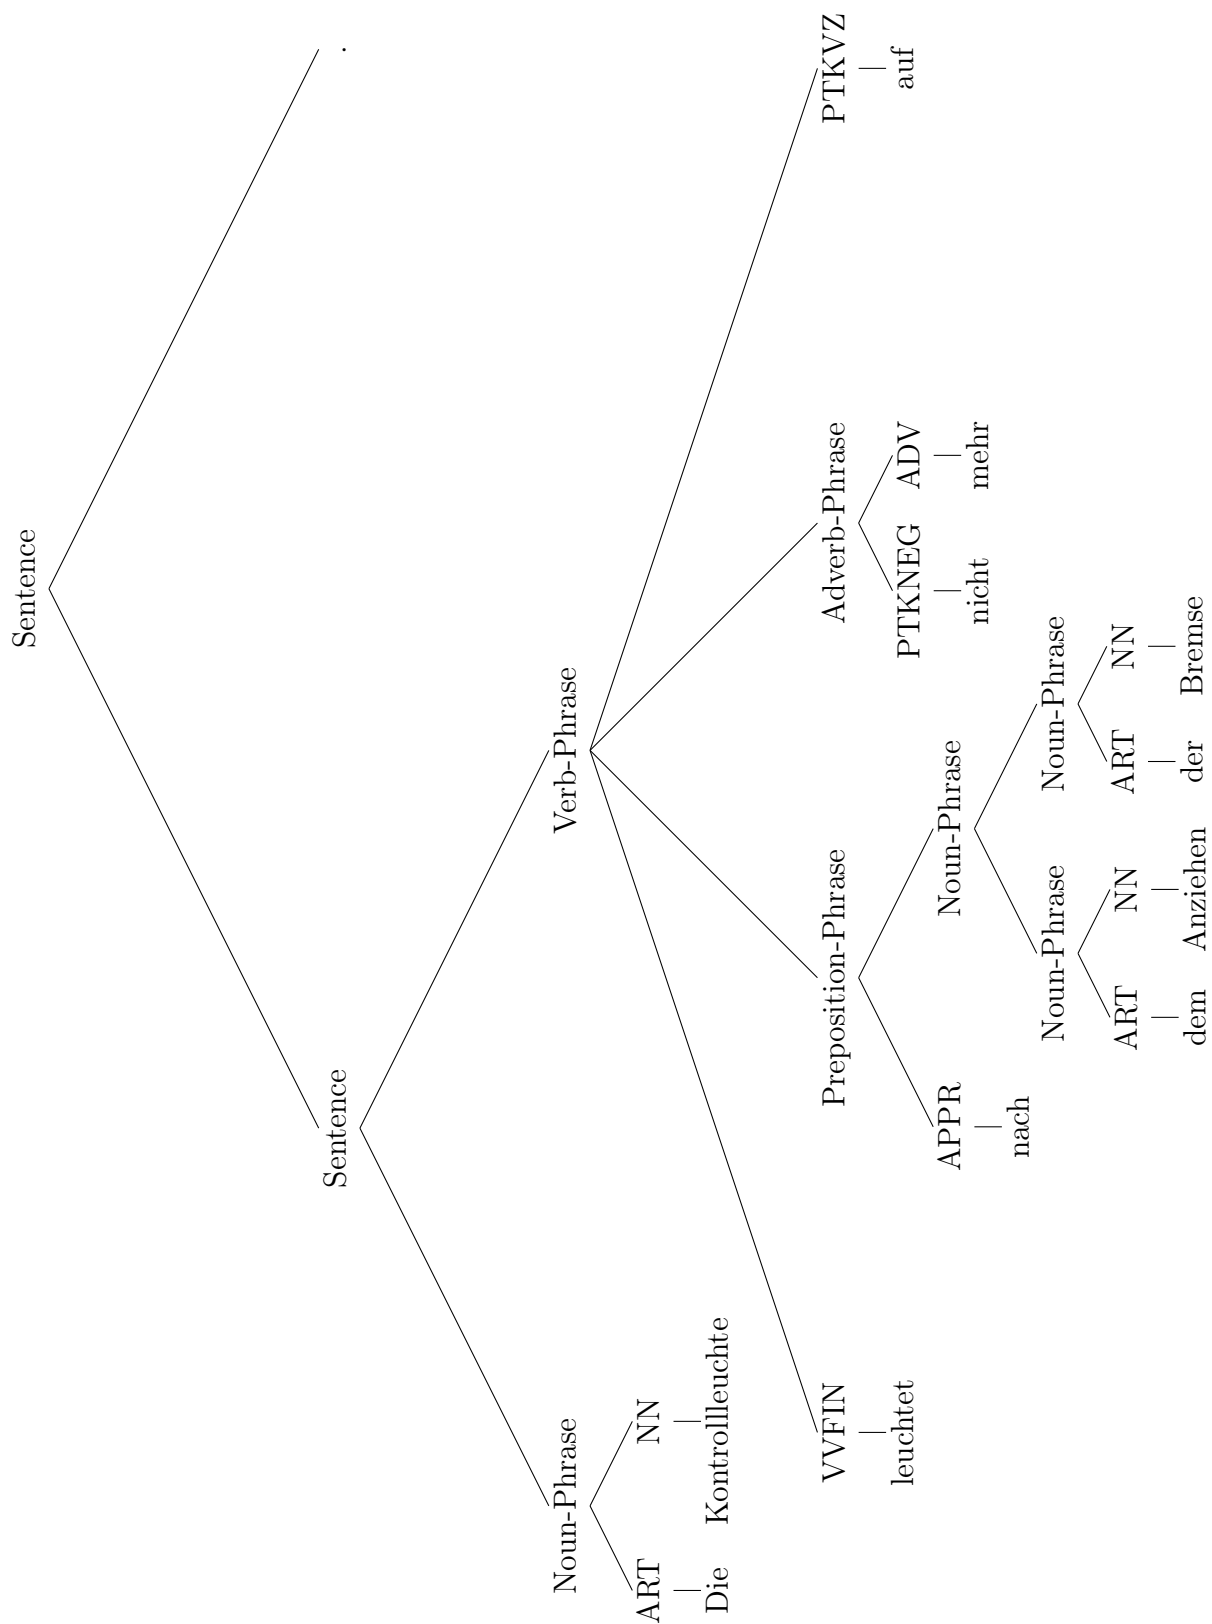 Sentence
Sentence
.
Noun-Phrase
Verb-Phrase
ART
NN
Die
Kontrollleuchte
VVFIN
Preposition-Phrase
Adverb-Phrase
PTKVZ
leuchtet
PTKNEG
ADV
auf
APPR
Noun-Phrase
nicht
mehr
nach
Noun-Phrase
Noun-Phrase
ART
NN
ART
NN
dem
Anziehen
der
Bremse